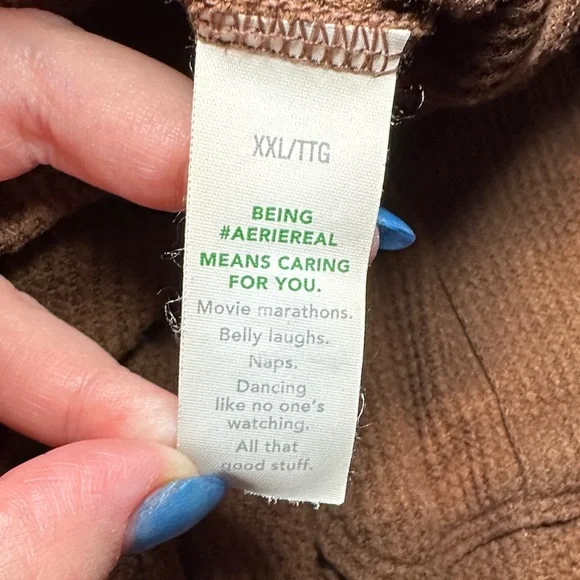 XXL/TTG
BEING
#AERIEREAL
MEANS CARING
FOR YOU.
Movie marathons.
Belly laughs.
Naps.
Dancing
like no one's
watching.
All that
good stuff.